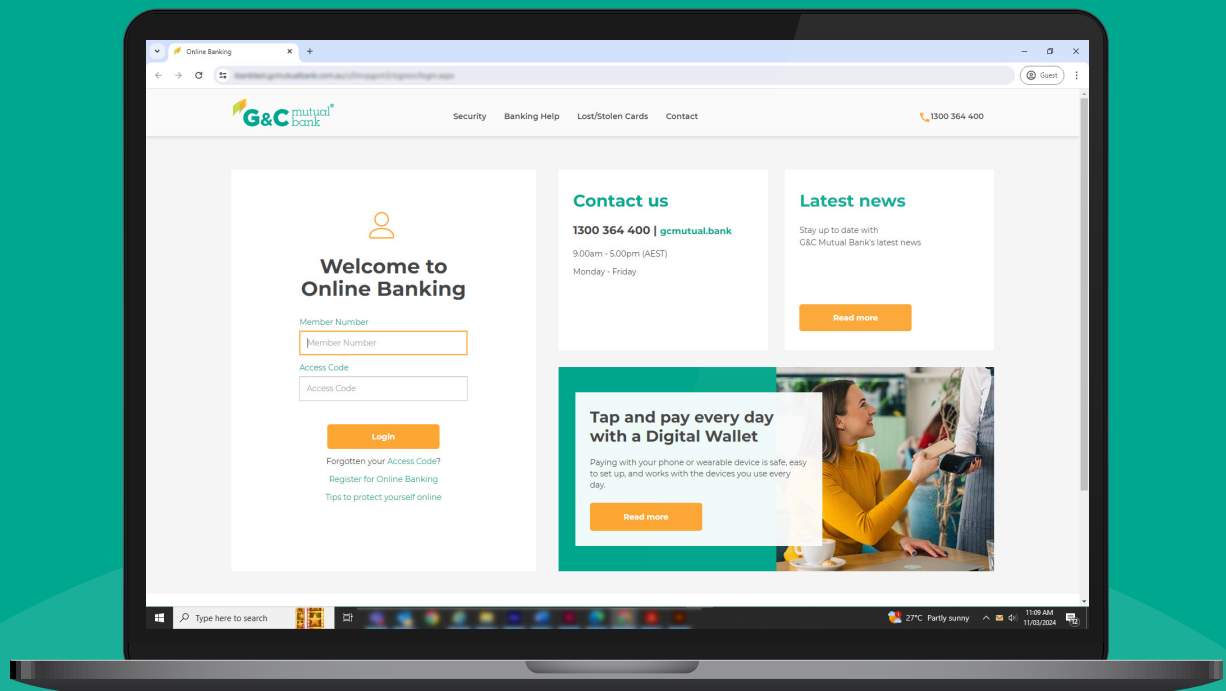 Online Banking
Guest
G&C mutual bank®
Security
Banking Help
Lost/Stolen Cards
Contact
1300 364 400
Welcome to
Online Banking
Member Number
Member Number
Access Code
Access Code
Login
Forgotten your Access Code?
Register for Online Banking
Tips to protect yourself online
Contact us
1300 364 400 | gcmutual.bank
9.00am - 5.00pm (AEST)
Monday - Friday
Latest news
Stay up to date with
G&C Mutual Bank's latest news
Read more
Tap and pay every day
with a Digital Wallet
Paying with your phone or wearable device is safe, easy
to set up, and works with the devices you use every
day.
Read more
Type here to search
27°C Partly sunny
11:09 AM
11/03/2024